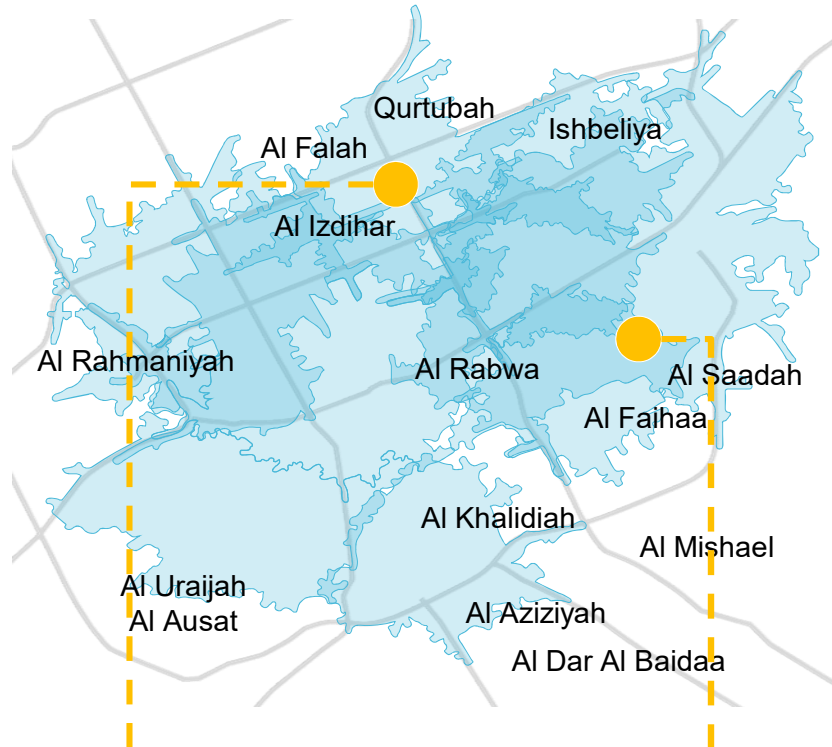 Qurtubah
Ishbeliya
Al Falah
Al Izdihar
Al Rahmaniyah
Al Rabwa
Al Saadah
Al Faihaa
Al Khalidiah
Al Mishael
Al Uraijah
Al Ausat
Al Aziziyah
Al Dar Al Baidaa